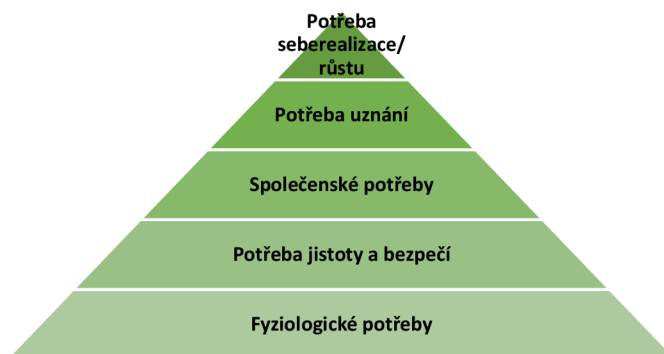 Potřeba
seberealizace/
růstu
Potřeba uznání
Společenské potřeby
Potřeba jistoty a bezpečí
Fyziologické potřeby